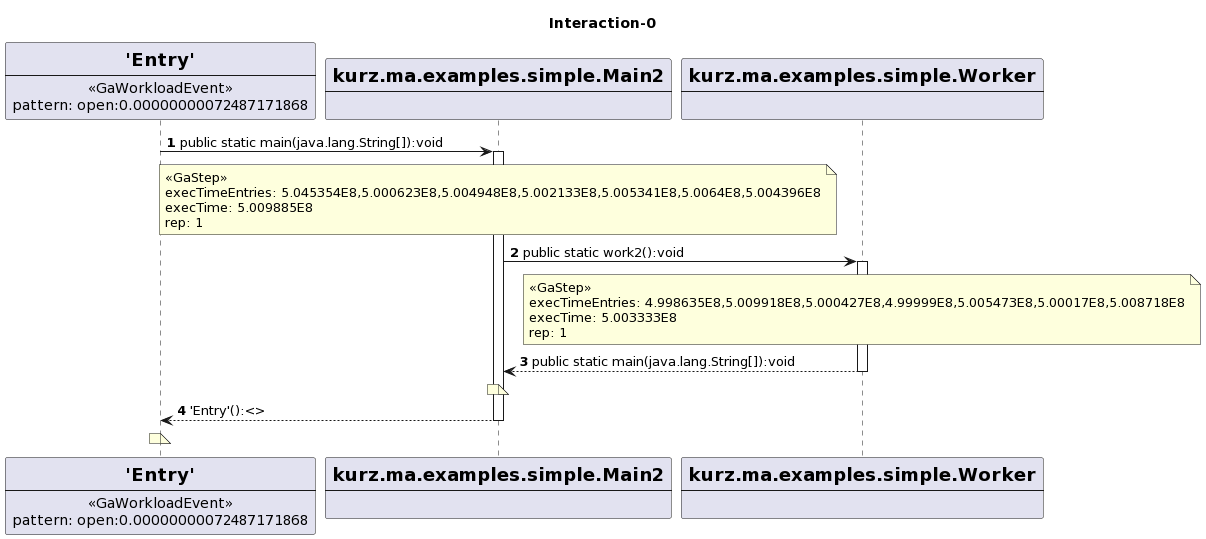 Interaction-0
'Entry'
«GaWorkloadEvent»
pattern: open:0.00000000072487171868
kurz.ma.examples.simple.Main2
kurz.ma.examples.simple.Worker
1 public static main(java.lang.String[]):void
«GaStep»
execTimeEntries: 5.045354E8,5.000623E8,5.004948E8,5.002133E8,5.005341E8,5.0064E8,5.004396E8
execTime: 5.009885E8
rep: 1
2 public static work2():void
«GaStep»
execTimeEntries: 4.998635E8,5.009918E8,5.000427E8,4.99999E8,5.005473E8,5.00017E8,5.008718E8
execTime: 5.003333E8
rep: 1
3 public static main(java.lang.String[]):void
4 'Entry'():<>
'Entry'
«GaWorkloadEvent»
pattern: open:0.00000000072487171868
kurz.ma.examples.simple.Main2
kurz.ma.examples.simple.Worker